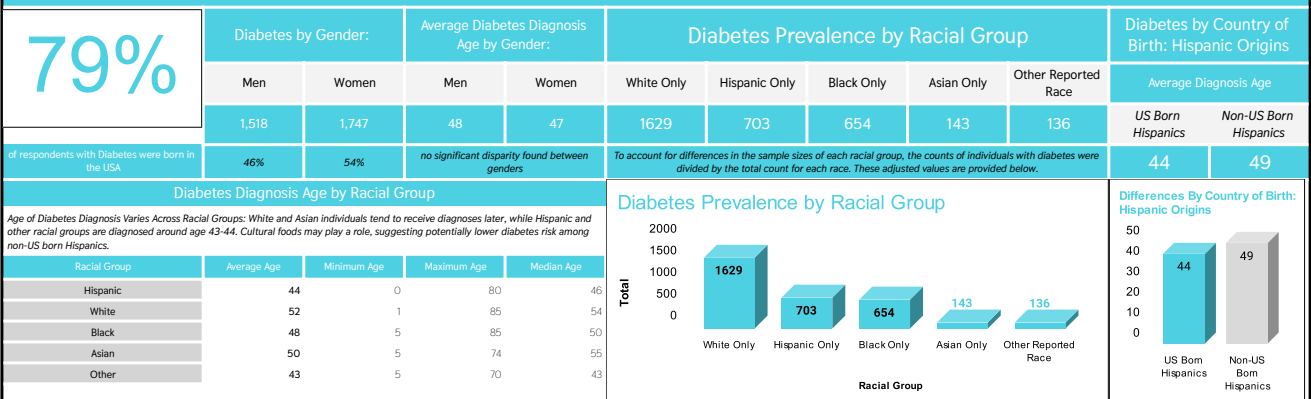 79%
of respondents with Diabetes were born in
the USA
Diabetes by Gender:
Men
Women
1,518
1,747
46%
54%
Average Diabetes Diagnosis
Age by Gender:
Men
Women
48
47
no significant disparity found between
genders
Diabetes Prevalence by Racial Group
White Only
Hispanic Only
Black Only
Asian Only
Other Reported
Race
1629
703
654
143
136
To account for differences in the sample sizes of each racial group, the counts of individuals with diabetes were
divided by the total count for each race. These adjusted values are provided below.
Diabetes by Country of
Birth: Hispanic Origins
Average Diagnosis Age
US Born
Hispanics
Non-US Born
Hispanics
44
49
Diabetes Diagnosis Age by Racial Group
Age of Diabetes Diagnosis Varies Across Racial Groups: White and Asian individuals tend to receive diagnoses later, while Hispanic and
other racial groups are diagnosed around age 43-44. Cultural foods may play a role, suggesting potentially lower diabetes risk among
non-US born Hispanics.
Racial Group Average Age Minimum Age Maximum Age Median Age
Hispanic 44 0 80 46
White 52 1 85 54
Black 48 5 85 50
Asian 50 5 74 55
Other 43 5 70 43
Diabetes Prevalence by Racial Group
Total
2000
1500
1000
500
0
1629
703
654
143
136
White Only
Hispanic Only
Black Only
Asian Only
Other Reported
Race
Racial Group
Differences By Country of Birth:
Hispanic Origins
50
40
30
20
10
0
44
49
US Born
Hispanics
Non-US
Born
Hispanics